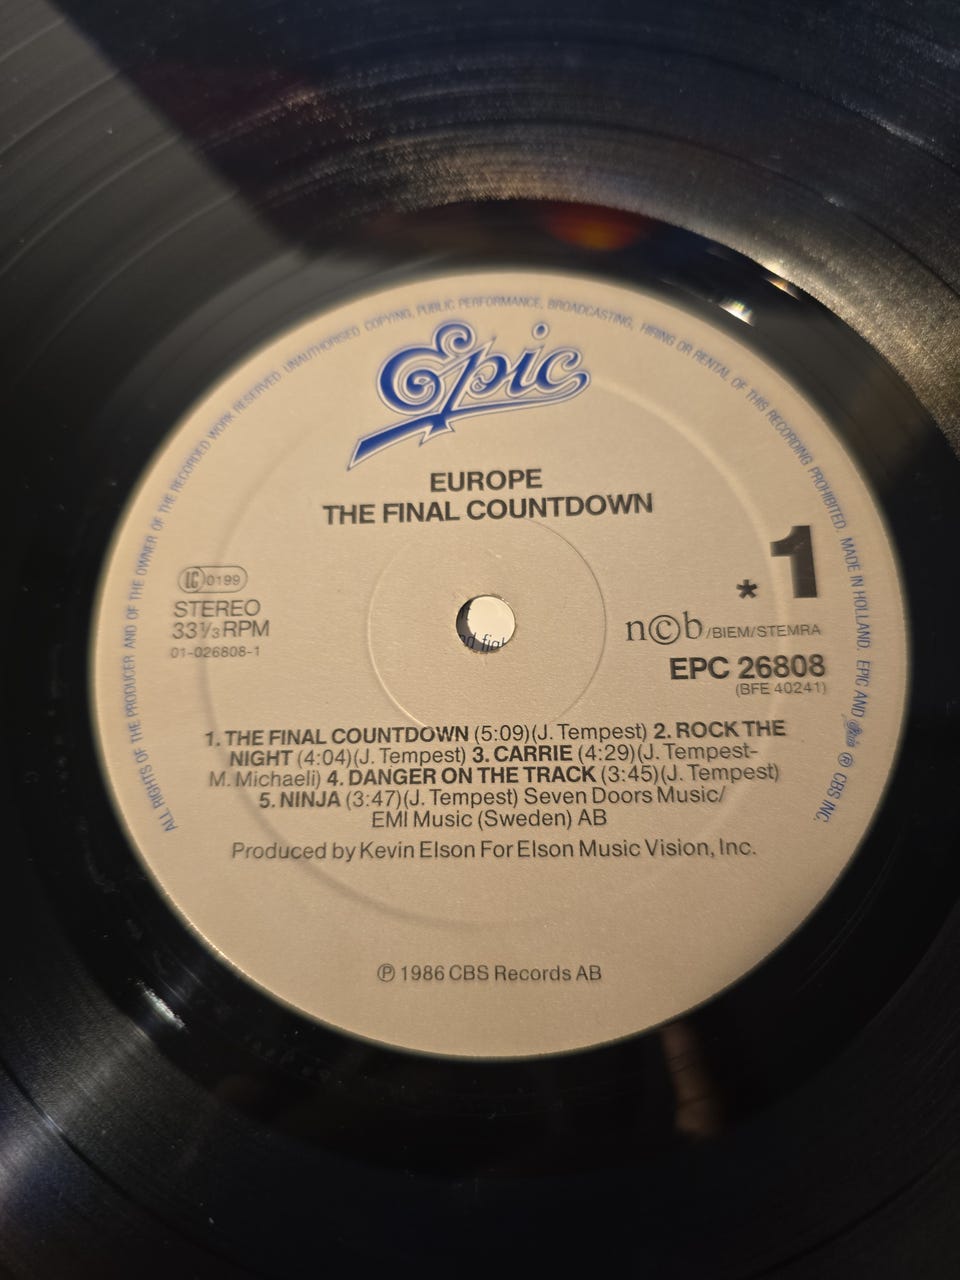 ALL RIGHTS OF THE PRODUCER AND OF THE OWNER OF THE RECORDED WORK RESERVED UNAUTHORISED COPYING, PUBLIC PERFORMANCE, BROADCASTING, HIRING OR RENTAL OF THIS RECORDING PROHIBITED. MADE IN HOLLAND. EPIC AND Epic ® CBS INC.
Epic
EUROPE
THE FINAL COUNTDOWN
LC 0199
STEREO
33⅓ RPM
01-026808-1
* 1
n©b/BIEM/STEMRA
EPC 26808
(BFE 40241)
1. THE FINAL COUNTDOWN (5:09)(J. Tempest) 2. ROCK THE
NIGHT (4:04)(J. Tempest) 3. CARRIE (4:29)(J. Tempest-
M. Michaeli) 4. DANGER ON THE TRACK (3:45)(J. Tempest)
5. NINJA (3:47)(J. Tempest) Seven Doors Music/
EMI Music (Sweden) AB
Produced by Kevin Elson For Elson Music Vision, Inc.
℗ 1986 CBS Records AB